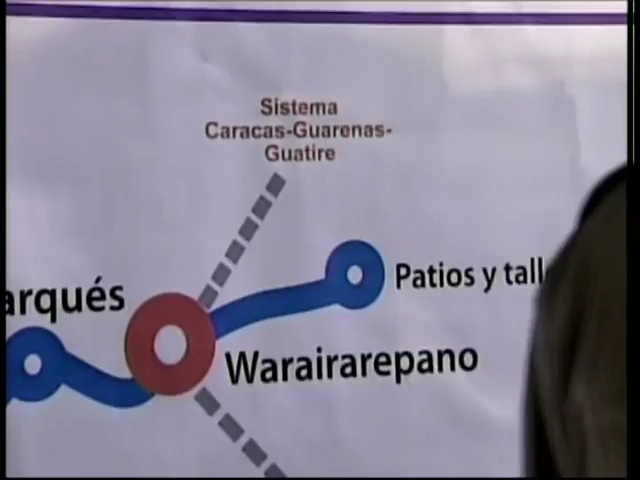 Sistema
Caracas-Guarenas-
Guatire
Patios y tall
arqués
Warairarepano